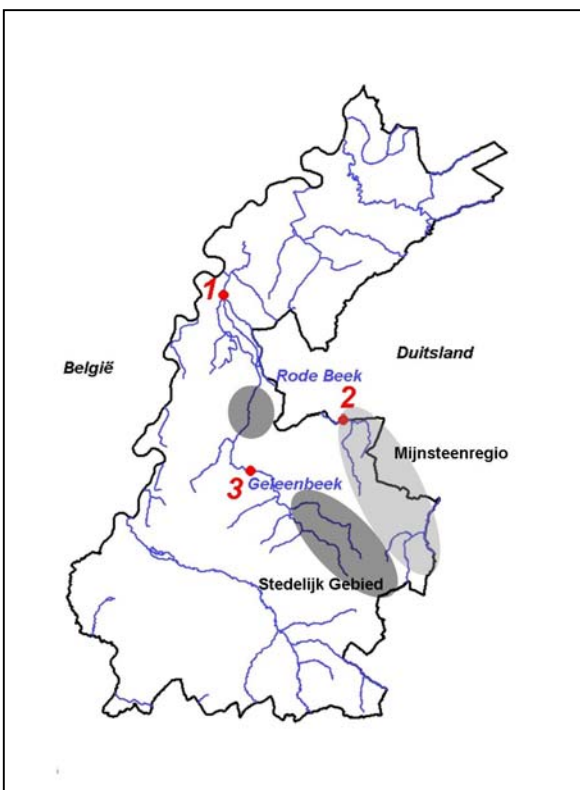 1
België
Duitsland
Rode Beek
2
Mijnsteenregio
3
Geleenbeek
Stedelijk Gebied